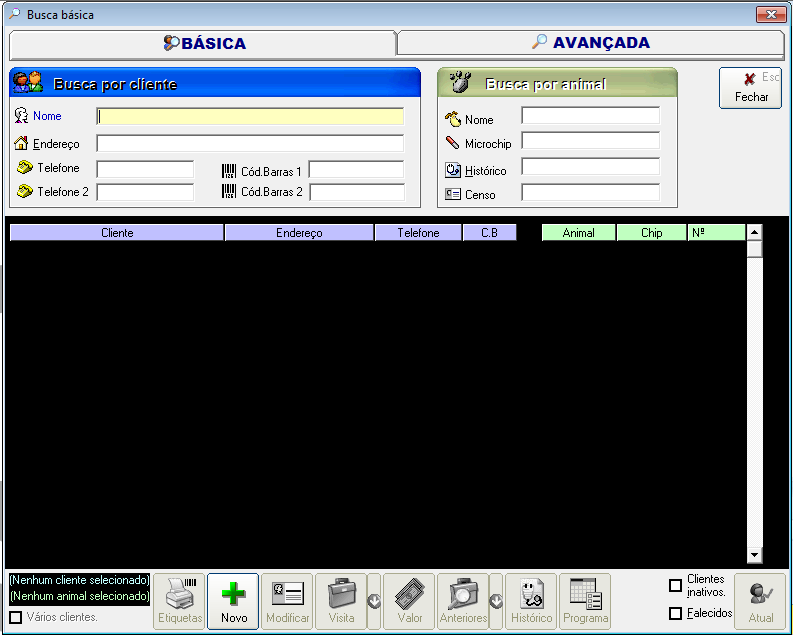 Busca básica
BÁSICA
AVANÇADA
Busca por cliente
Nome
Endereço
Telefone
Cód.Barras 1
Telefone 2
Cód.Barras 2
Busca por animal
Nome
Microchip
Histórico
Censo
Esc
Fechar
Cliente Endereço Telefone C.B Animal Chip Nº
(Nenhum cliente selecionado)
(Nenhum animal selecionado)
Vários clientes.
Etiquetas
Novo
Modificar
Visita
Valor
Anteriores
Histórico
Programa
Clientes
inativos.
Falecidos
Atual